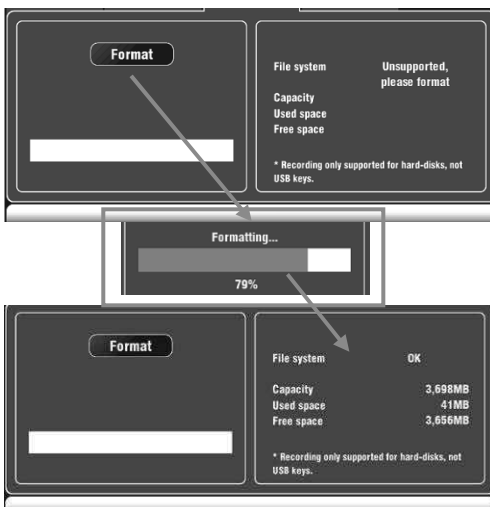 Format
File system Unsupported,
please format
Capacity
Used space
Free space
* Recording only supported for hard-disks, not
USB keys.
Formatting...
79%
Format
File system OK
Capacity 3,698MB
Used space 41MB
Free space 3,656MB
* Recording only supported for hard-disks, not
USB keys.